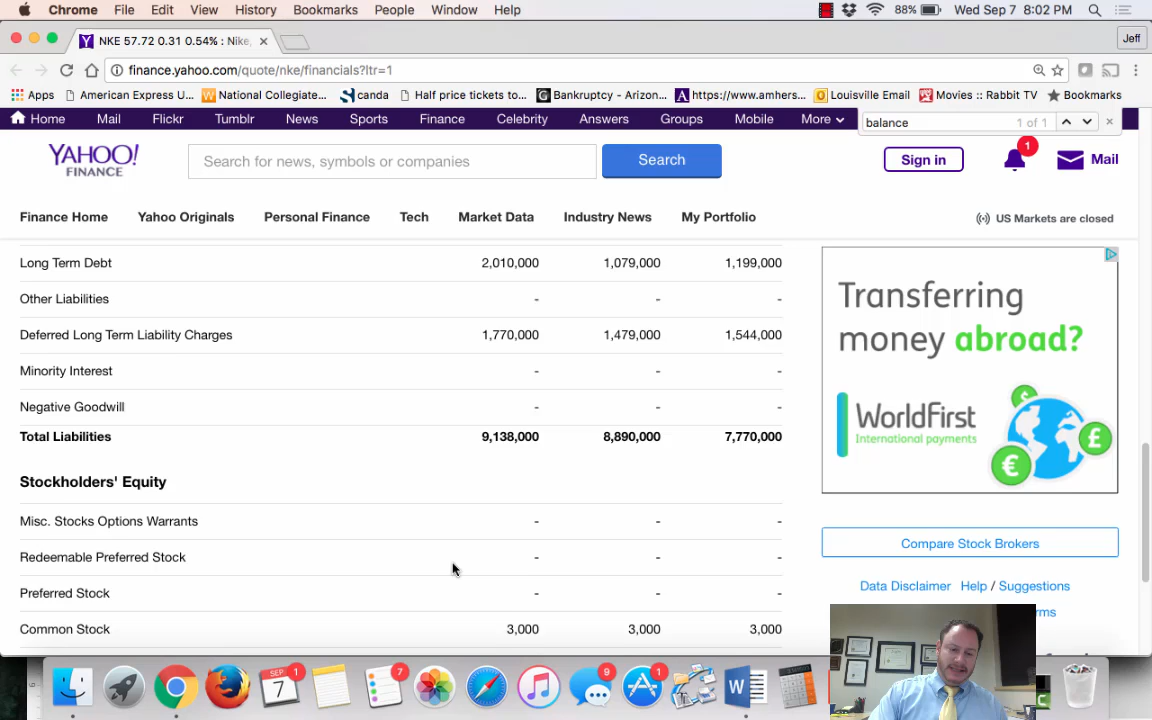 Chrome File Edit View History Bookmarks People Window Help 88% Wed Sep 7 8:02 PM
NKE 57.72 0.31 0.54% : Nike, Jeff
finance.yahoo.com/quote/nke/financials?ltr=1
Apps American Express U... National Collegiate... canda Half price tickets to... Bankruptcy - Arizon... https://www.amhers... Louisville Email Movies :: Rabbit TV Bookmarks
Home Mail Flickr Tumblr News Sports Finance Celebrity Answers Groups Mobile More
balance 1 of 1
YAHOO!
FINANCE
Search for news, symbols or companies Search Sign in 1 Mail
Finance Home Yahoo Originals Personal Finance Tech Market Data Industry News My Portfolio US Markets are closed
Long Term Debt 2,010,000 1,079,000 1,199,000
Other Liabilities - - -
Deferred Long Term Liability Charges 1,770,000 1,479,000 1,544,000
Minority Interest - - -
Negative Goodwill - - -
Total Liabilities 9,138,000 8,890,000 7,770,000
Stockholders' Equity
Misc. Stocks Options Warrants - - -
Redeemable Preferred Stock - - -
Preferred Stock - - -
Common Stock 3,000 3,000 3,000
Transferring
money abroad?
WorldFirst
International payments
$ £ €
Compare Stock Brokers
Data Disclaimer Help / Suggestions
SEP 7 1 7 9 1 W